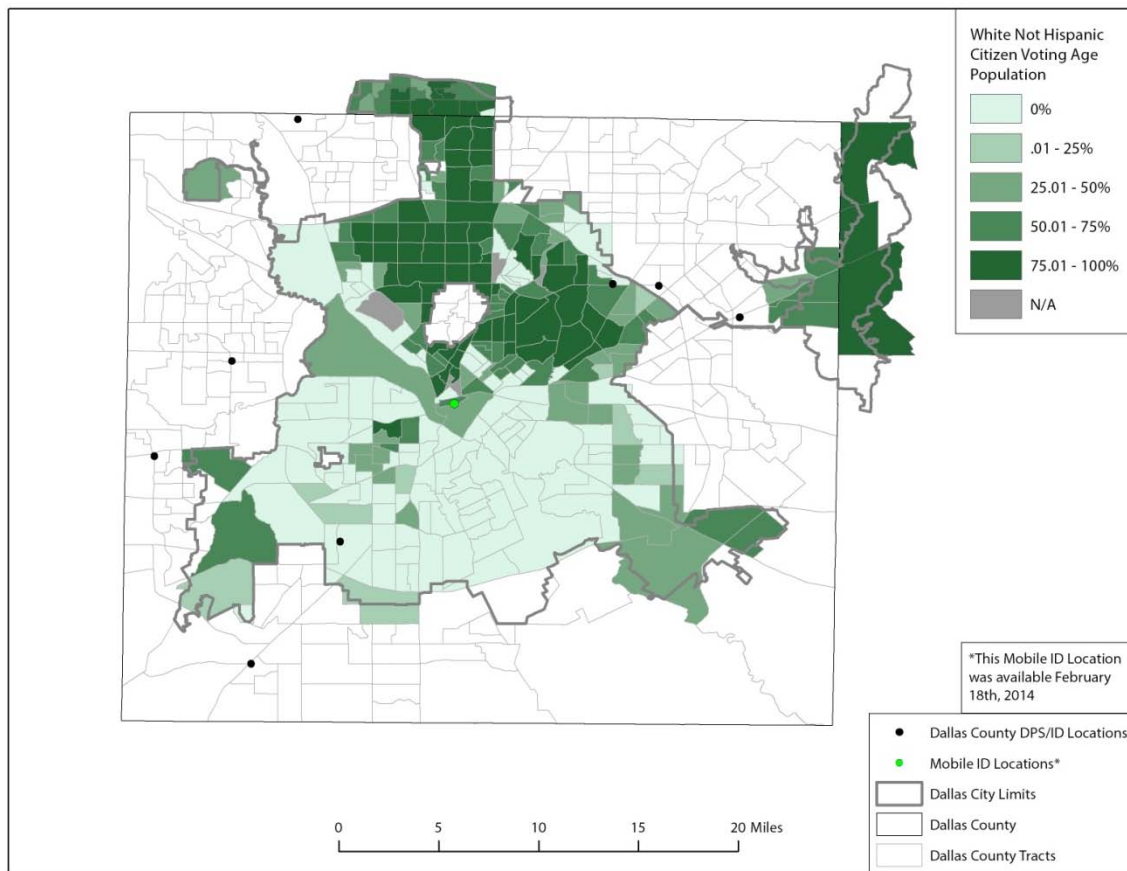 White Not Hispanic
Citizen Voting Age
Population
0%
.01 - 25%
25.01 - 50%
50.01 - 75%
75.01 - 100%
N/A
*This Mobile ID Location
was available February
18th, 2014
Dallas County DPS/ID Locations
Mobile ID Locations*
Dallas City Limits
Dallas County
Dallas County Tracts
0 5 10 15 20 Miles